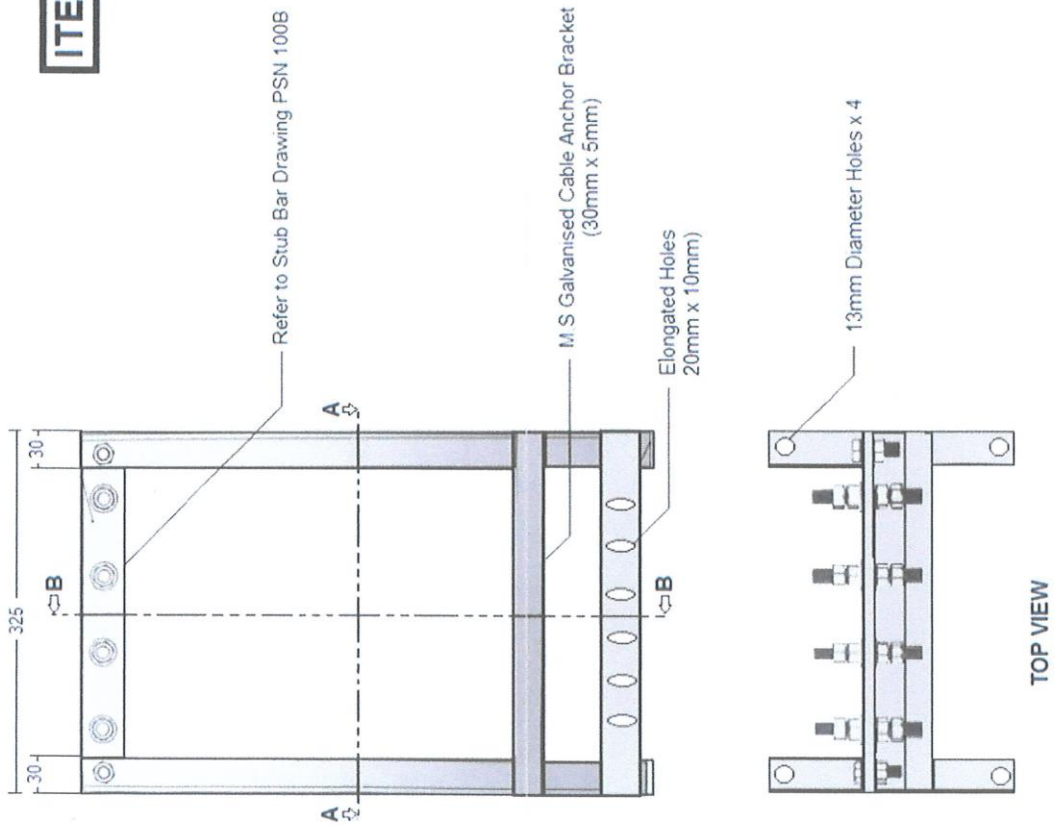 ITE
325
30
30
B
B
A
A
Refer to Stub Bar Drawing PSN 100B
M.S Galvanised Cable Anchor Bracket
(30mm x 5mm)
Elongated Holes
20mm x 10mm
13mm Diameter Holes x 4
TOP VIEW